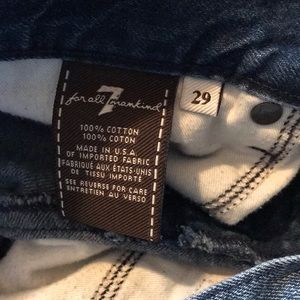 7
for all mankind
29
100% COTTON
100% COTTON
MADE IN U.S.A.
OF IMPORTED FABRIC
FABRIQUÉ AUX ÉTATS-UNIS
DE TISSU IMPORTÉ
SEE REVERSE FOR CARE
ENTRETIEN AU VERSO